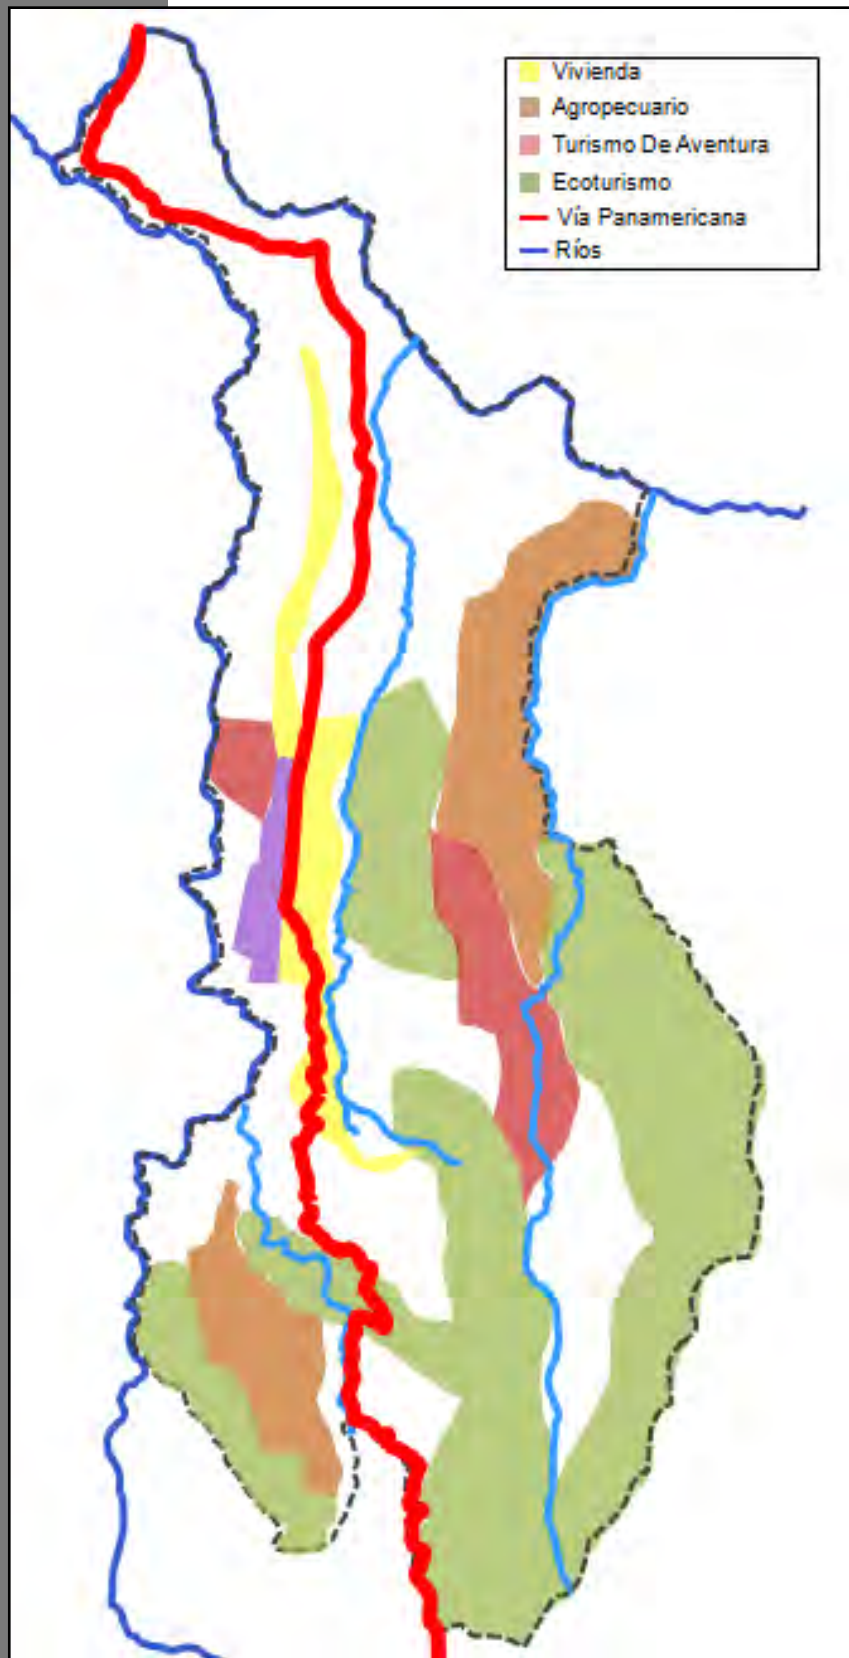 Vivienda
Agropecuario
Turismo De Aventura
Ecoturismo
Vía Panamericana
Ríos